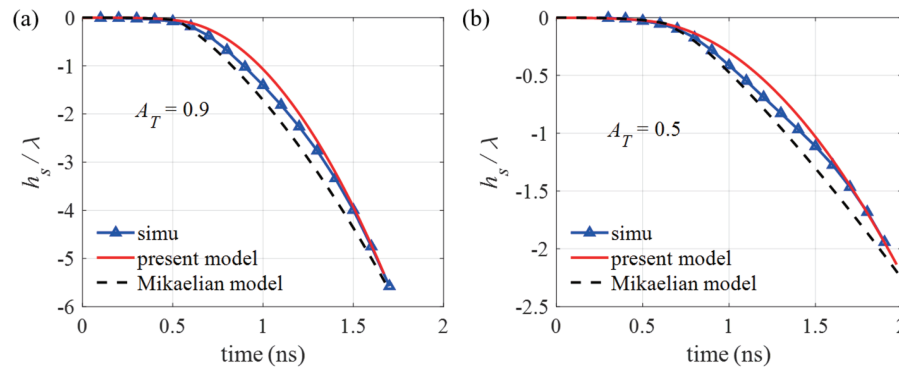 (a)
0
-1
-2
-3
-4
-5
-6
h_s / λ
A_T = 0.9
simu
present model
Mikaelian model
0 0.5 1 1.5 2
time (ns)
(b)
0
-0.5
-1
-1.5
-2
-2.5
h_s / λ
A_T = 0.5
simu
present model
Mikaelian model
0 0.5 1 1.5 2
time (ns)